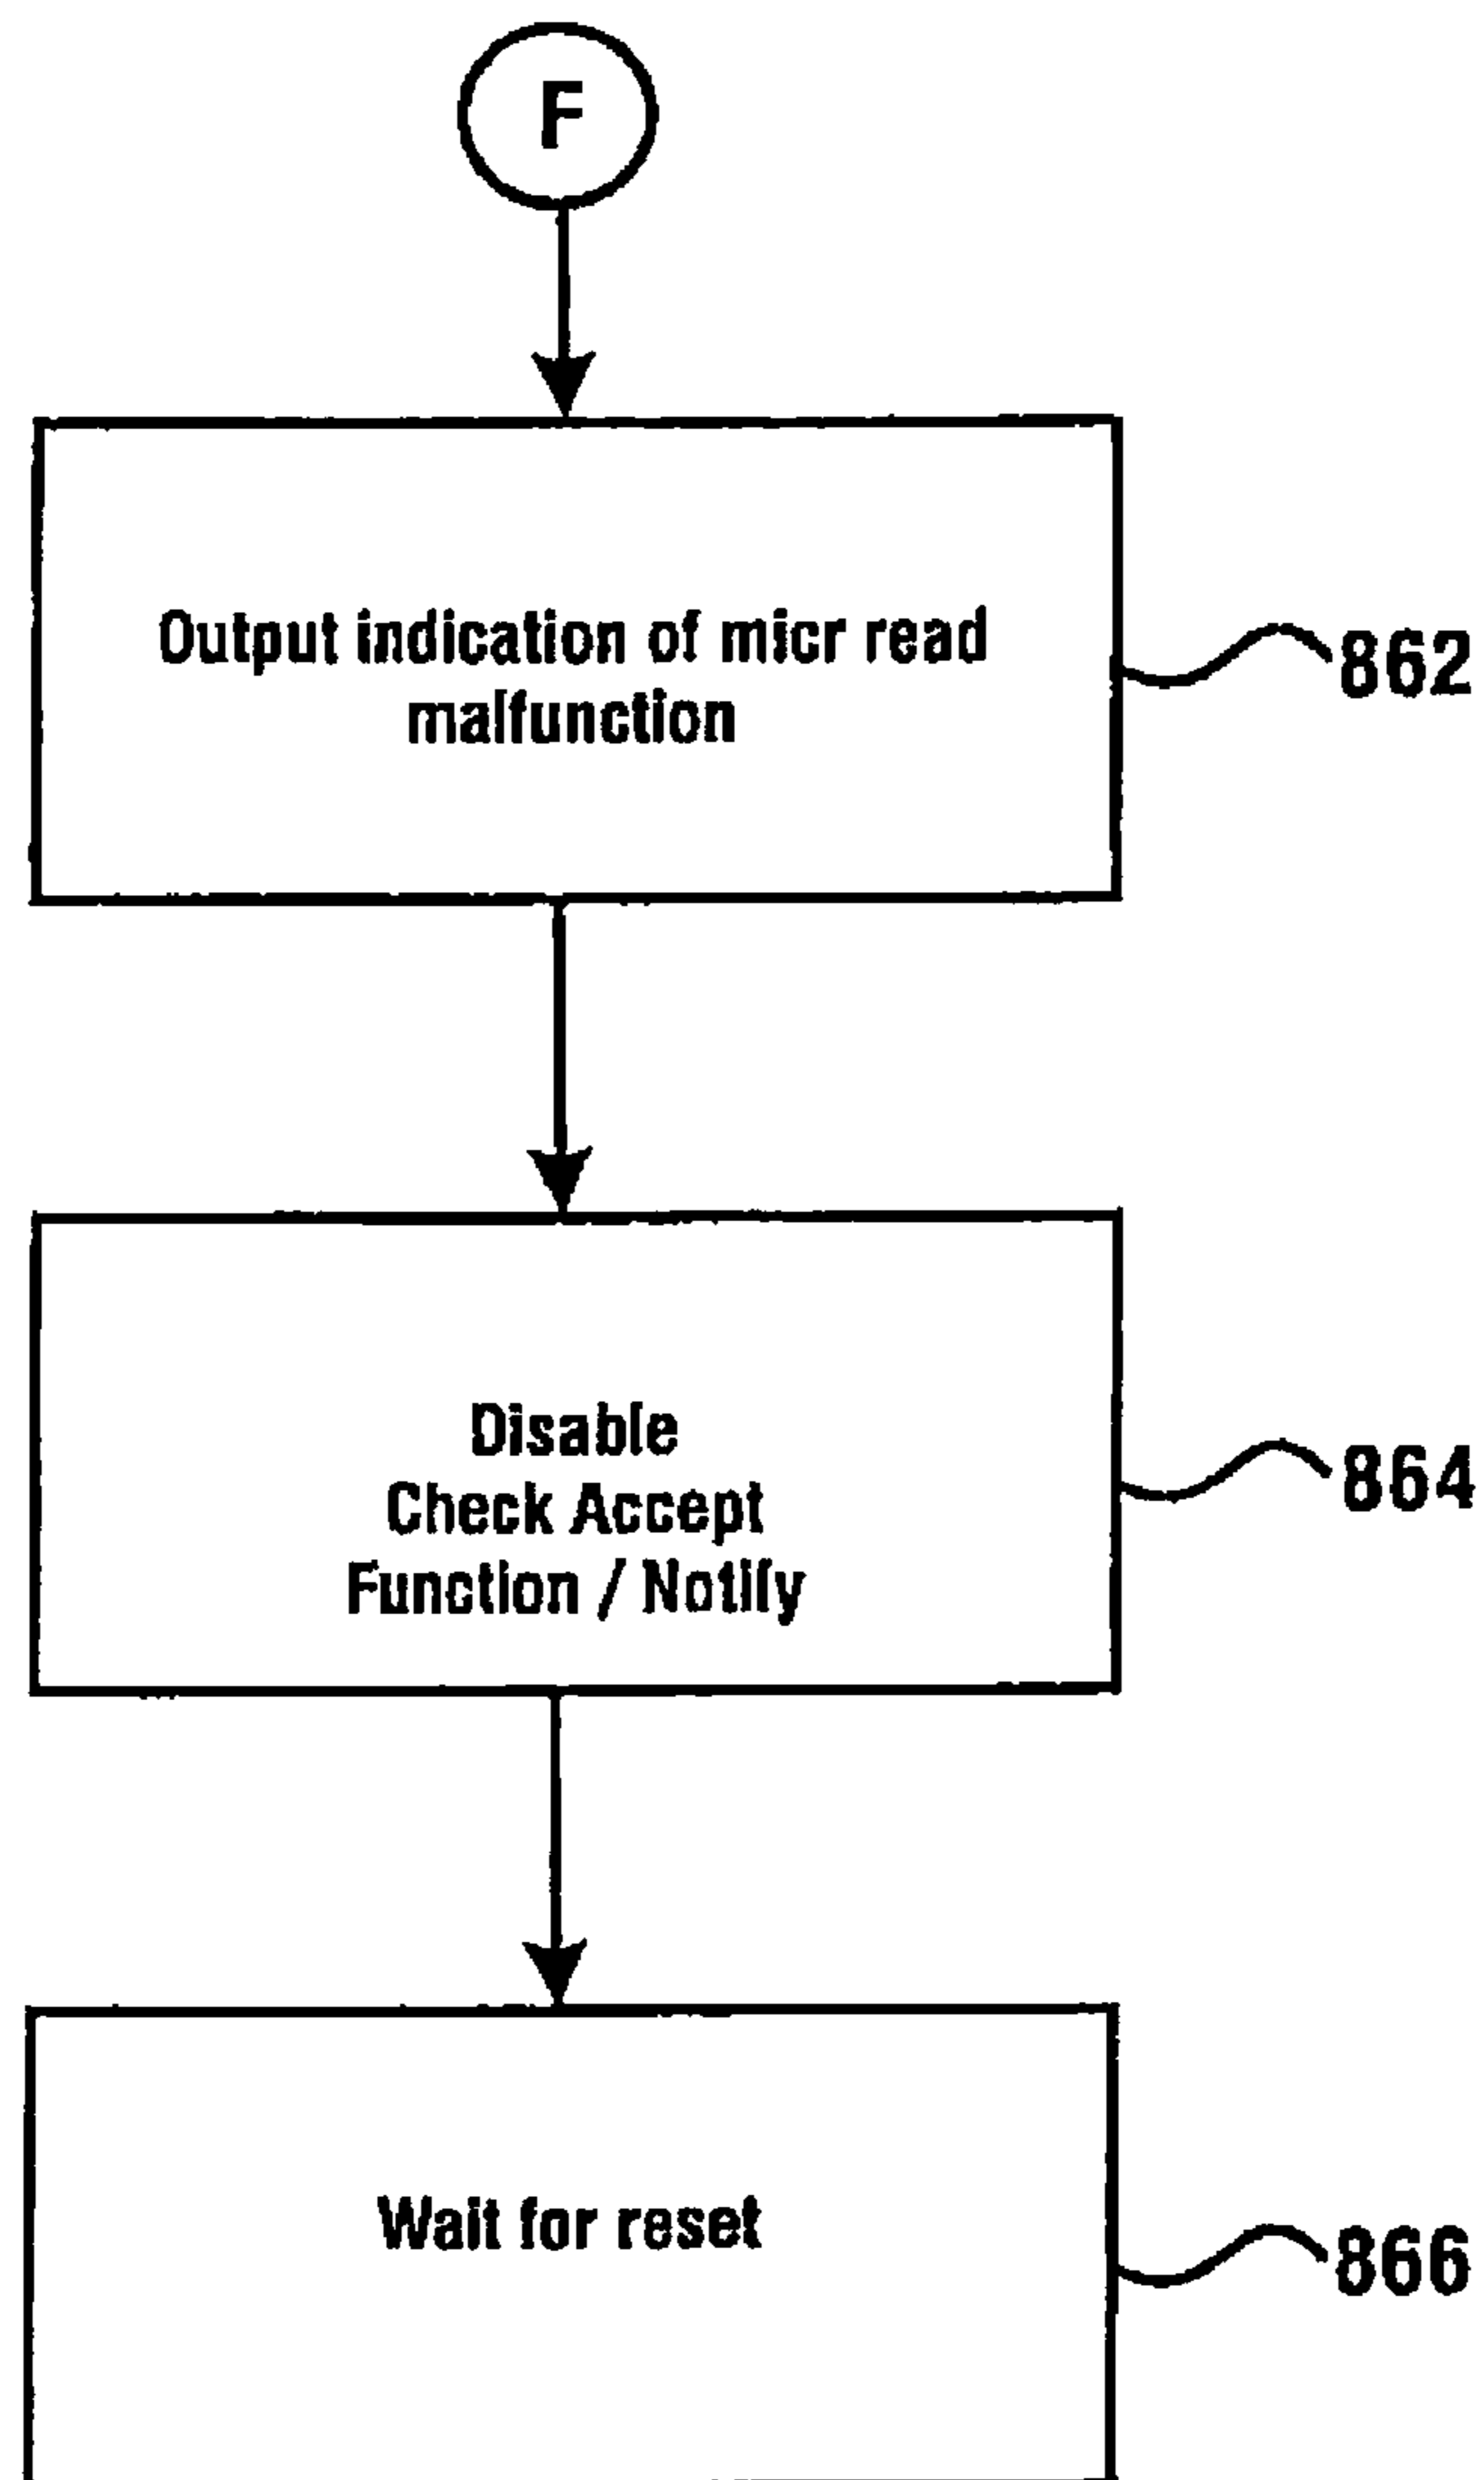 F
Output indication of micr read
malfunction
862
Disable
Check Accept
Function / Notify
864
Wait for reset
866